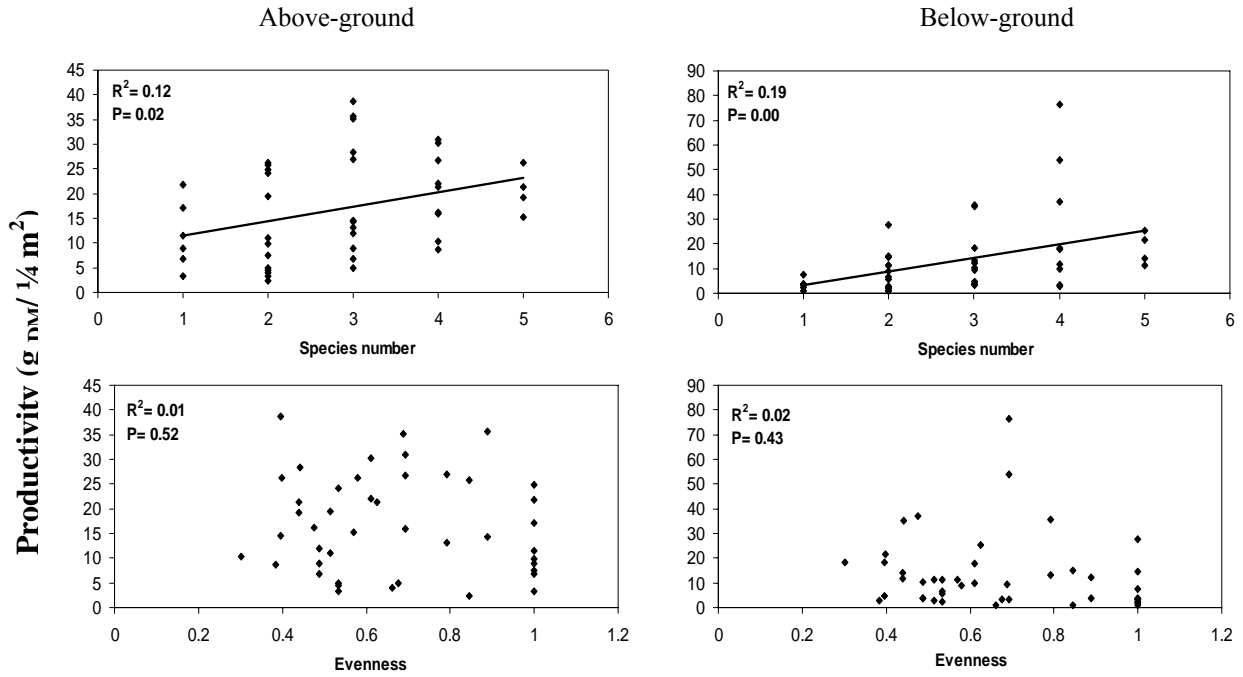 Above-ground Below-ground
R²= 0.12
P= 0.02
45
40
35
30
25
20
15
10
5
0
0 1 2 3 4 5 6
Species number
R²= 0.19
P= 0.00
90
80
70
60
50
40
30
20
10
0
0 1 2 3 4 5 6
Species number
Productivity (g DM/ ¼ m²)
R²= 0.01
P= 0.52
45
40
35
30
25
20
15
10
5
0
0 0.2 0.4 0.6 0.8 1 1.2
Evenness
R²= 0.02
P= 0.43
90
80
70
60
50
40
30
20
10
0
0 0.2 0.4 0.6 0.8 1 1.2
Evenness